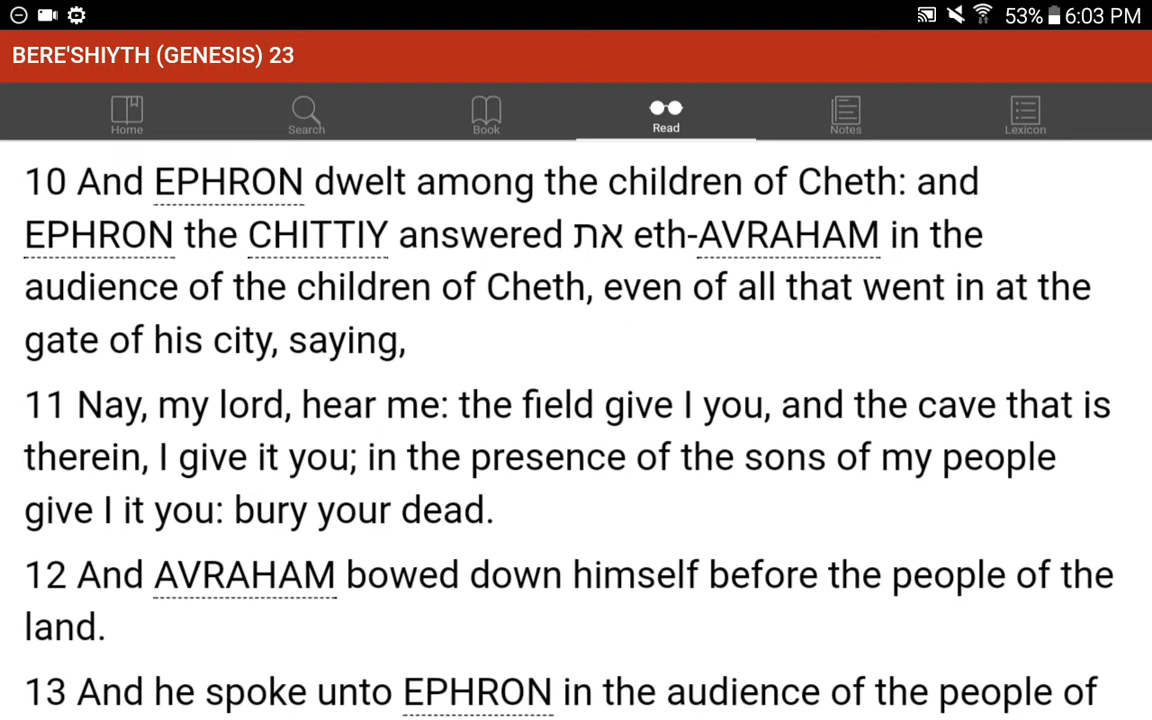 53% 6:03 PM
BERE'SHIYTH (GENESIS) 23
Home Search Book Read Notes Lexicon
10 And EPHRON dwelt among the children of Cheth: and
EPHRON the CHITTIY answered את eth-AVRAHAM in the
audience of the children of Cheth, even of all that went in at the
gate of his city, saying,
11 Nay, my lord, hear me: the field give I you, and the cave that is
therein, I give it you; in the presence of the sons of my people
give I it you: bury your dead.
12 And AVRAHAM bowed down himself before the people of the
land.
13 And he spoke unto EPHRON in the audience of the people of